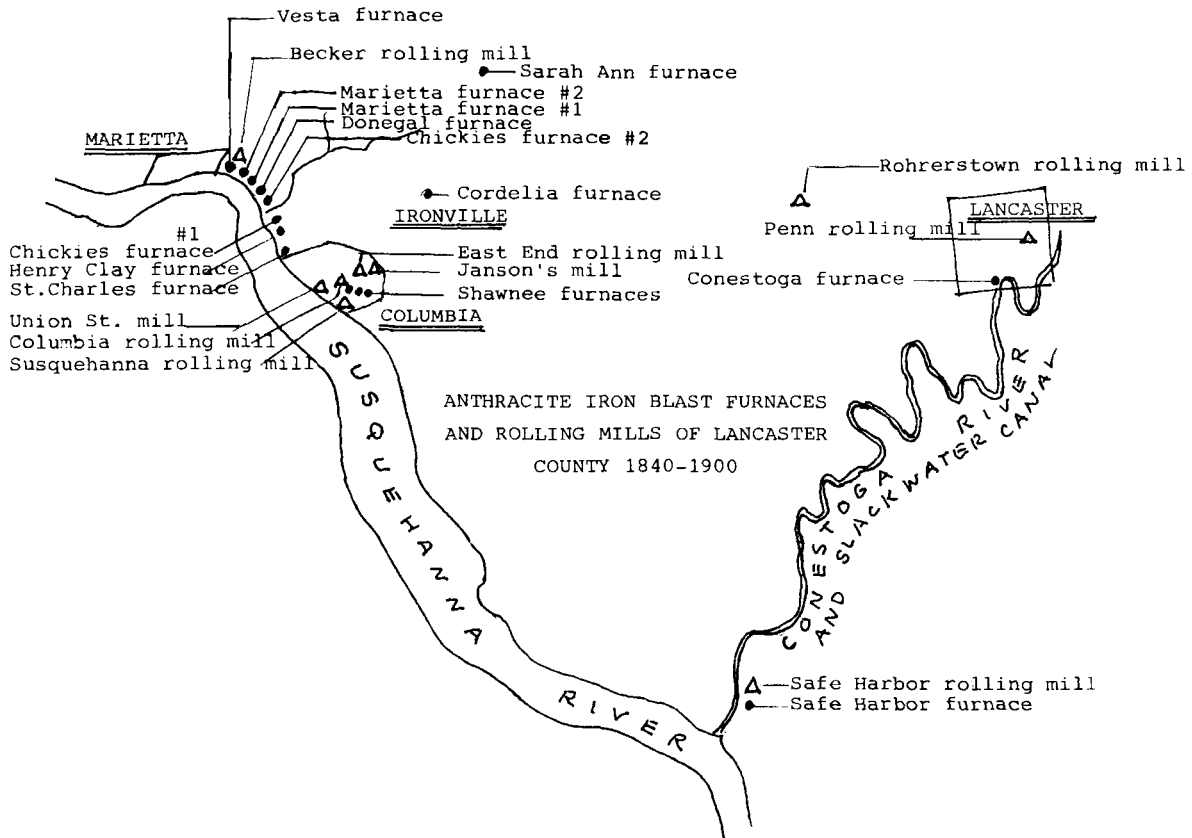 Vesta furnace
Becker rolling mill
Sarah Ann furnace
Marietta furnace #2
Marietta furnace #1
Donegal furnace
Chickies furnace #2
MARIETTA
Rohrerstown rolling mill
Cordelia furnace
IRONVILLE
LANCASTER
Penn rolling mill
#1
Chickies furnace
Henry Clay furnace
St.Charles furnace
East End rolling mill
Janson's mill
Shawnee furnaces
Conestoga furnace
Union St. mill
Columbia rolling mill
Susquehanna rolling mill
COLUMBIA
SUSQUEHANNA RIVER
ANTHRACITE IRON BLAST FURNACES
AND ROLLING MILLS OF LANCASTER
COUNTY 1840-1900
CONESTOGA RIVER
AND SLACKWATER CANAL
Safe Harbor rolling mill
Safe Harbor furnace